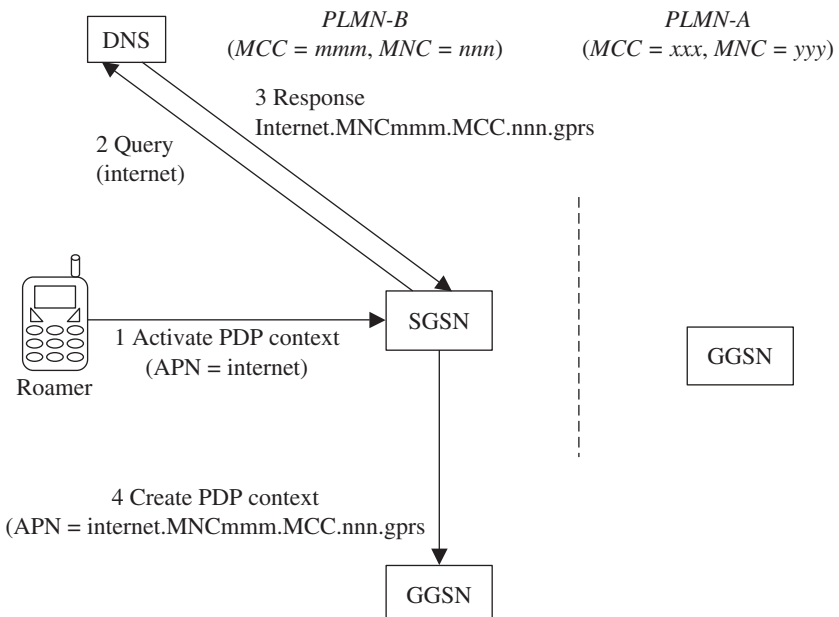 PLMN-B
(MCC = mmm, MNC = nnn)
PLMN-A
(MCC = xxx, MNC = yyy)
DNS
3 Response
Internet.MNCmmm.MCC.nnn.gprs
2 Query
(internet)
SGSN
1 Activate PDP context
(APN = internet)
Roamer
GGSN
4 Create PDP context
(APN = internet.MNCmmm.MCC.nnn.gprs
GGSN